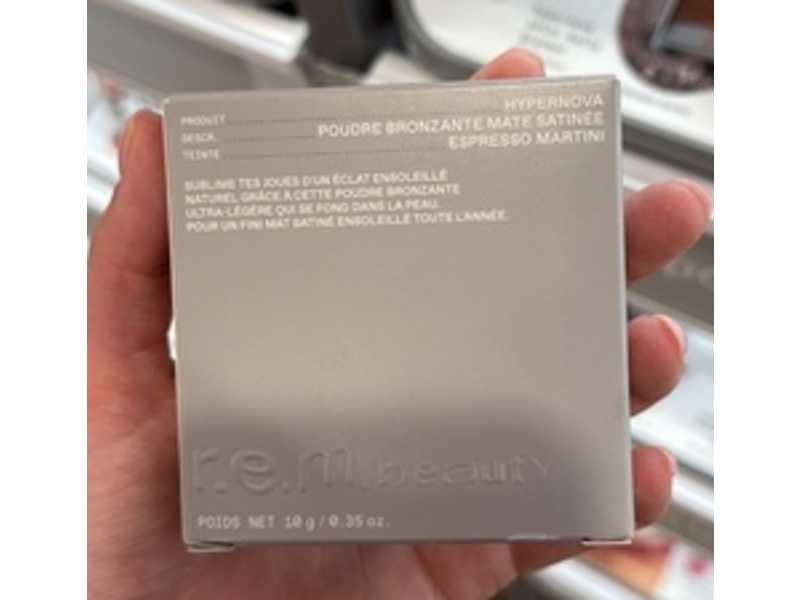 PRODUIT HYPERNOVA
DESCR. POUDRE BRONZANTE MATE SATINÉE
TEINTE ESPRESSO MARTINI
SUBLIME TES JOUES D'UN ÉCLAT ENSOLEILLÉ
NATUREL GRÂCE À CETTE POUDRE BRONZANTE
ULTRA-LÉGÈRE QUI SE FOND DANS LA PEAU.
POUR UN FINI MAT SATINÉ ENSOLEILLÉ TOUTE L'ANNÉE.
r.e.m.beauty
POIDS NET 10 g / 0.35 oz.